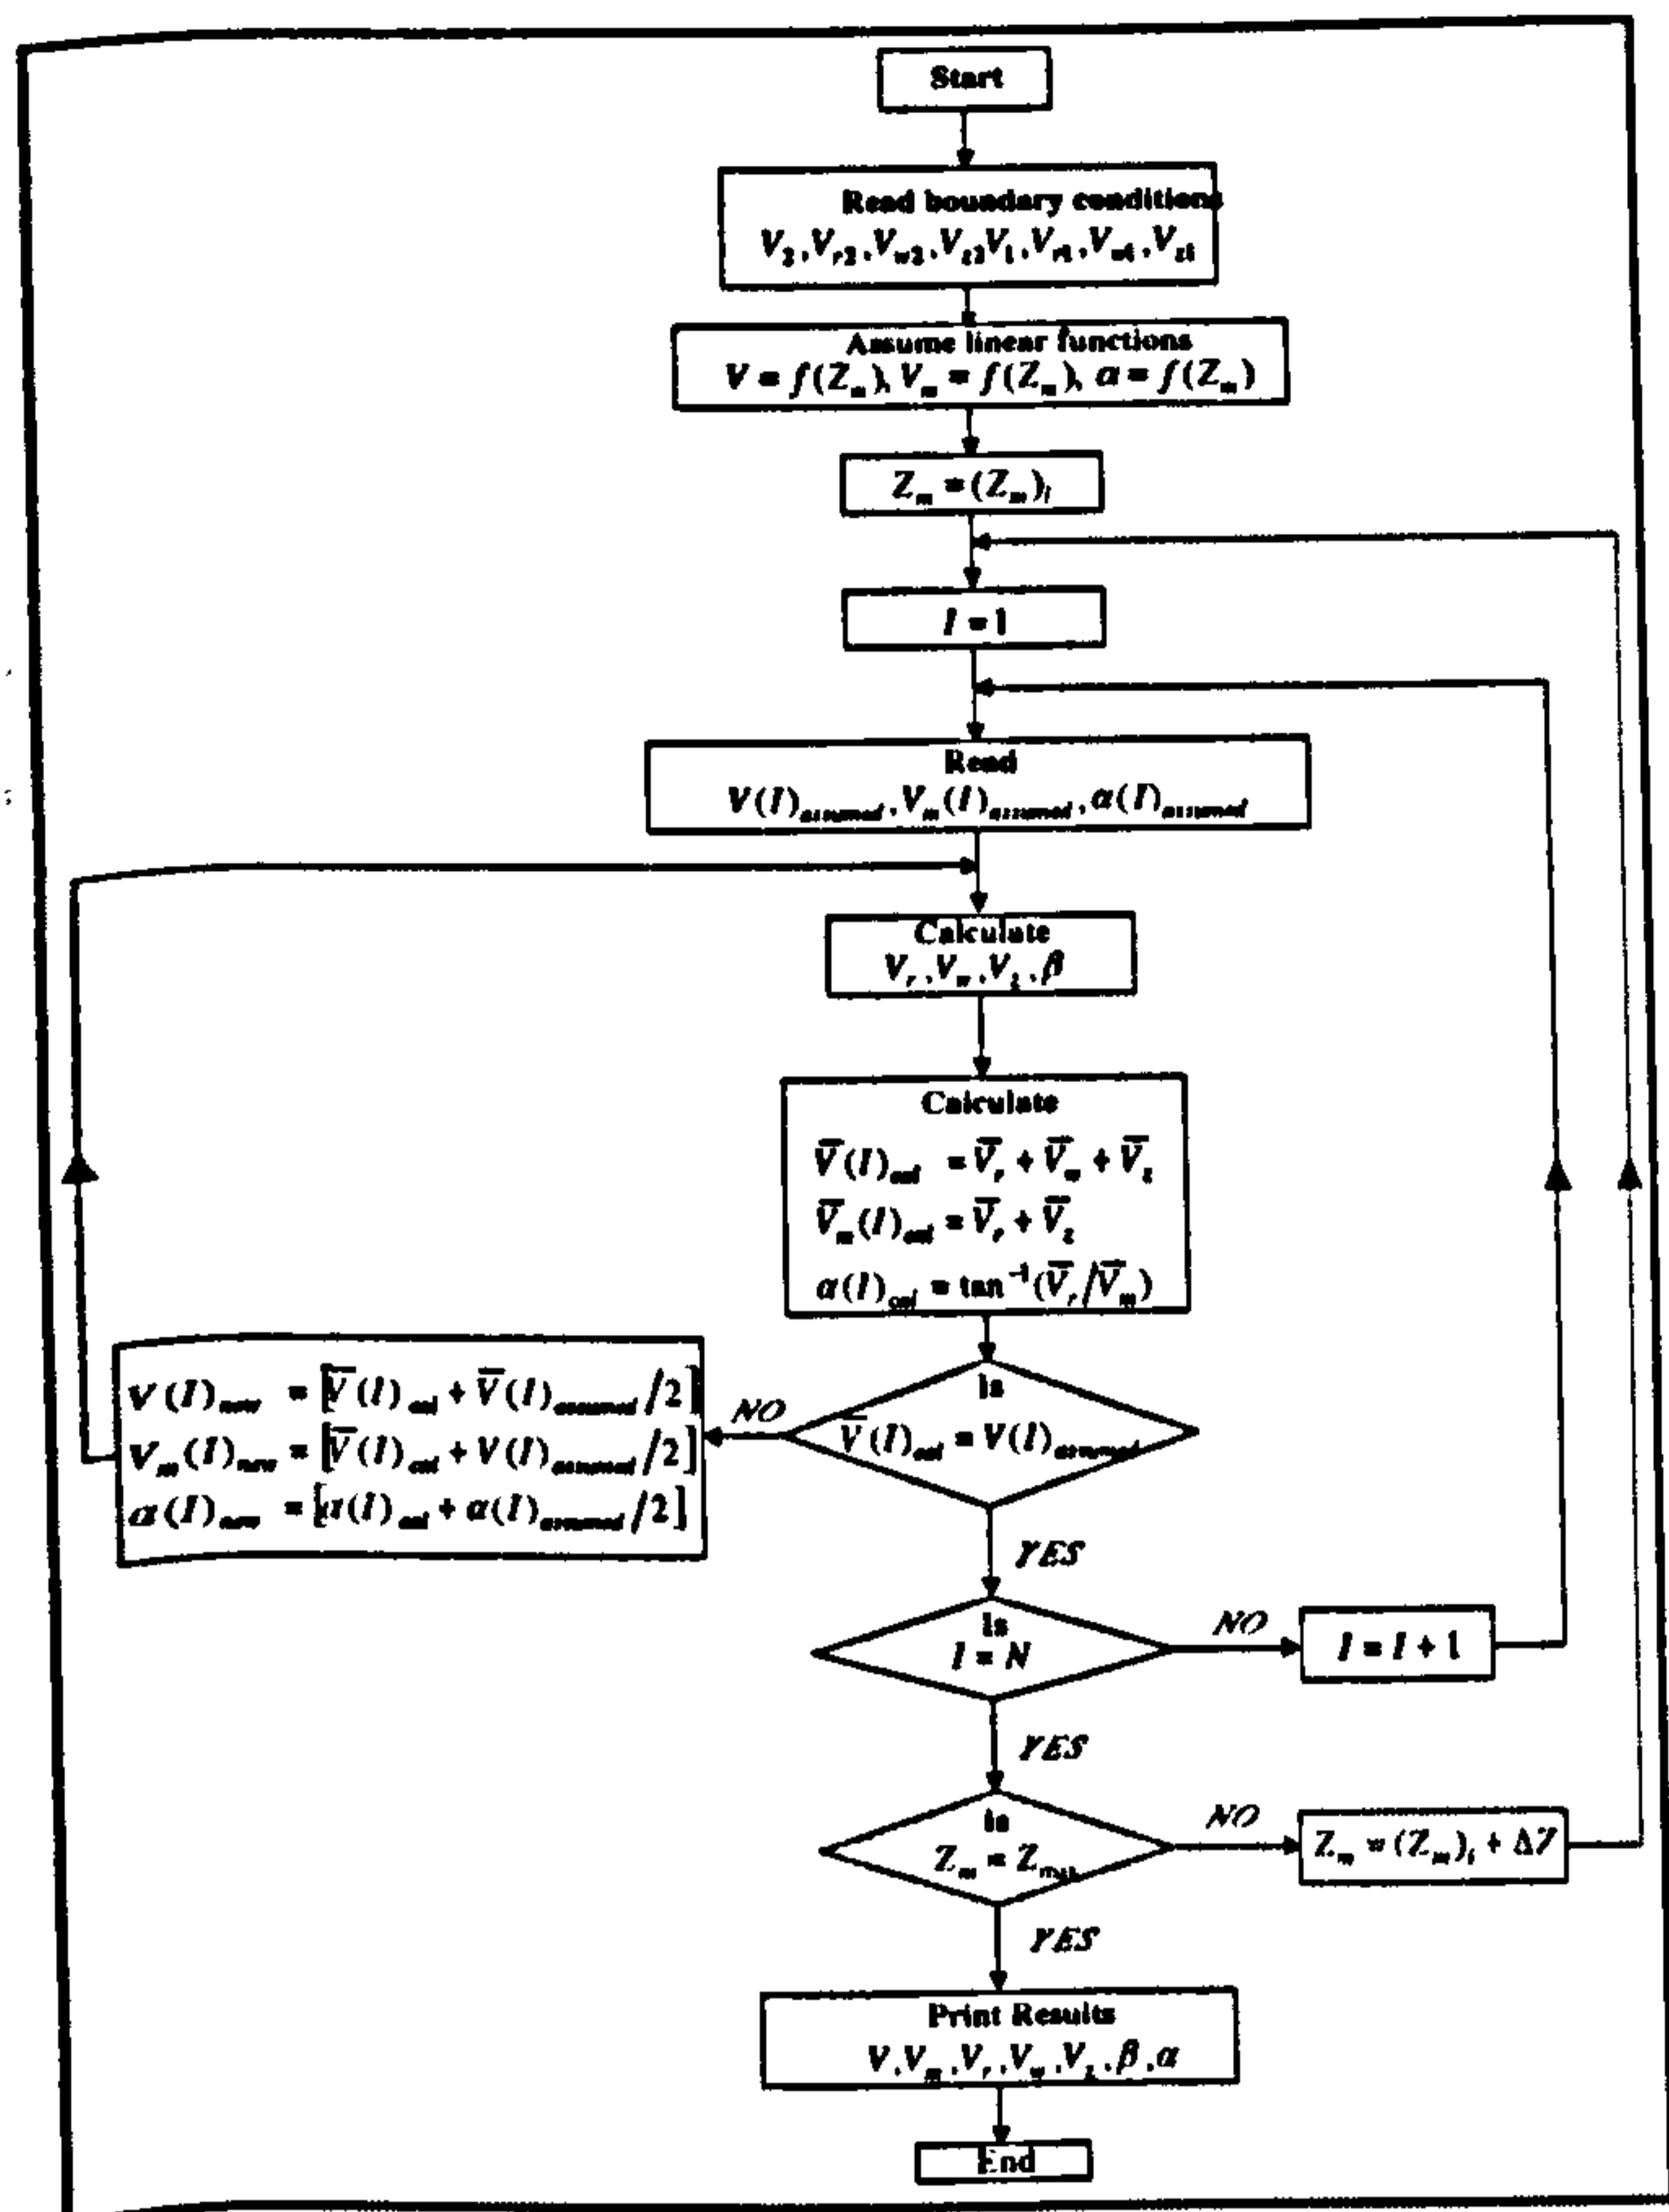 Start
Read boundary conditions
V₂, V_r2, V_w2, V_z2 V₁, V_r1, V_w1, V_z1
Assume linear functions
V = f(Z_m), V_m = f(Z_m), α = f(Z_m)
Z_m = (Z_m)_i
I = 1
Read
V(I)_assumed, V_m(I)_assumed, α(I)_assumed
Calculate
V_r, V_w, V_z, β
Calculate
V̅(I)_cal = V̅_r + V̅_w + V̅_z
V̅_m(I)_cal = V̅_r + V̅_z
α(I)_cal = tan⁻¹(V̅_r/V̅_m)
Is
V̅(I)_cal = V(I)_assumed
NO
V(I)_new = [V̅(I)_cal + V̅(I)_assumed/2]
V_m(I)_new = [V̅(I)_cal + V(I)_assumed/2]
α(I)_new = [α(I)_cal + α(I)_assumed/2]
YES
Is
I = N
NO
I = I + 1
YES
Is
Z_m = Z_max
NO
Z_m = (Z_m)_i + ΔZ
YES
Print Results
V, V_m, V_r, V_w, V_z, β, α
End